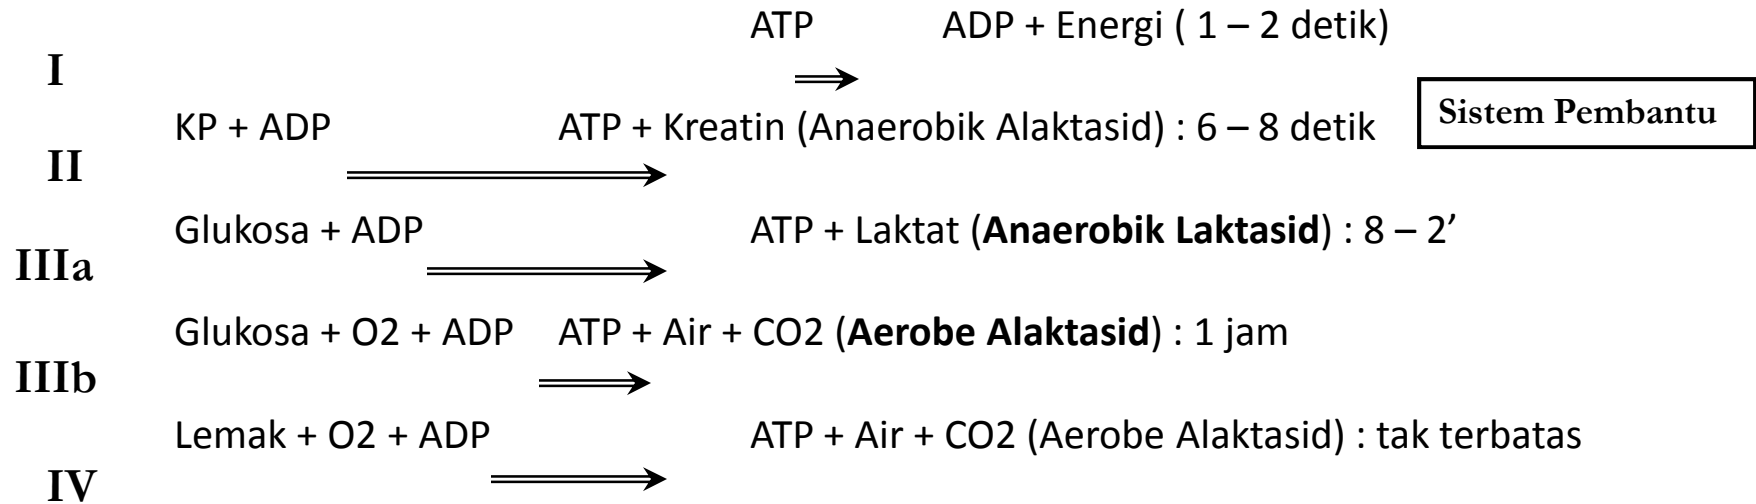 ATP ADP + Energi ( 1 – 2 detik)
I
Sistem Pembantu
KP + ADP ATP + Kreatin (Anaerobik Alaktasid) : 6 – 8 detik
II
Glukosa + ADP ATP + Laktat (Anaerobik Laktasid) : 8 – 2’
IIIa
Glukosa + O2 + ADP ATP + Air + CO2 (Aerobe Alaktasid) : 1 jam
IIIb
Lemak + O2 + ADP ATP + Air + CO2 (Aerobe Alaktasid) : tak terbatas
IV